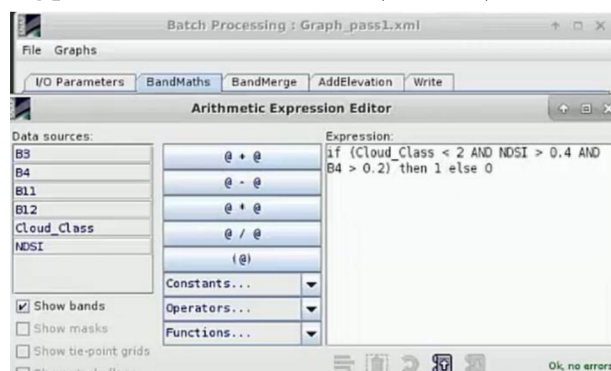 Batch Processing : Graph_pass1.xml
File Graphs
I/O Parameters BandMaths BandMerge AddElevation Write
Arithmetic Expression Editor
Data sources:
Expression:
B3
B4
B11
B12
Cloud_Class
NDSI
@ + @
@ - @
@ * @
@ / @
(@)
Constants...
Operators...
Functions...
if (Cloud_Class < 2 AND NDSI > 0.4 AND
B4 > 0.2) then 1 else 0
Show bands
Show masks
Show tie-point grids
Ok, no errors